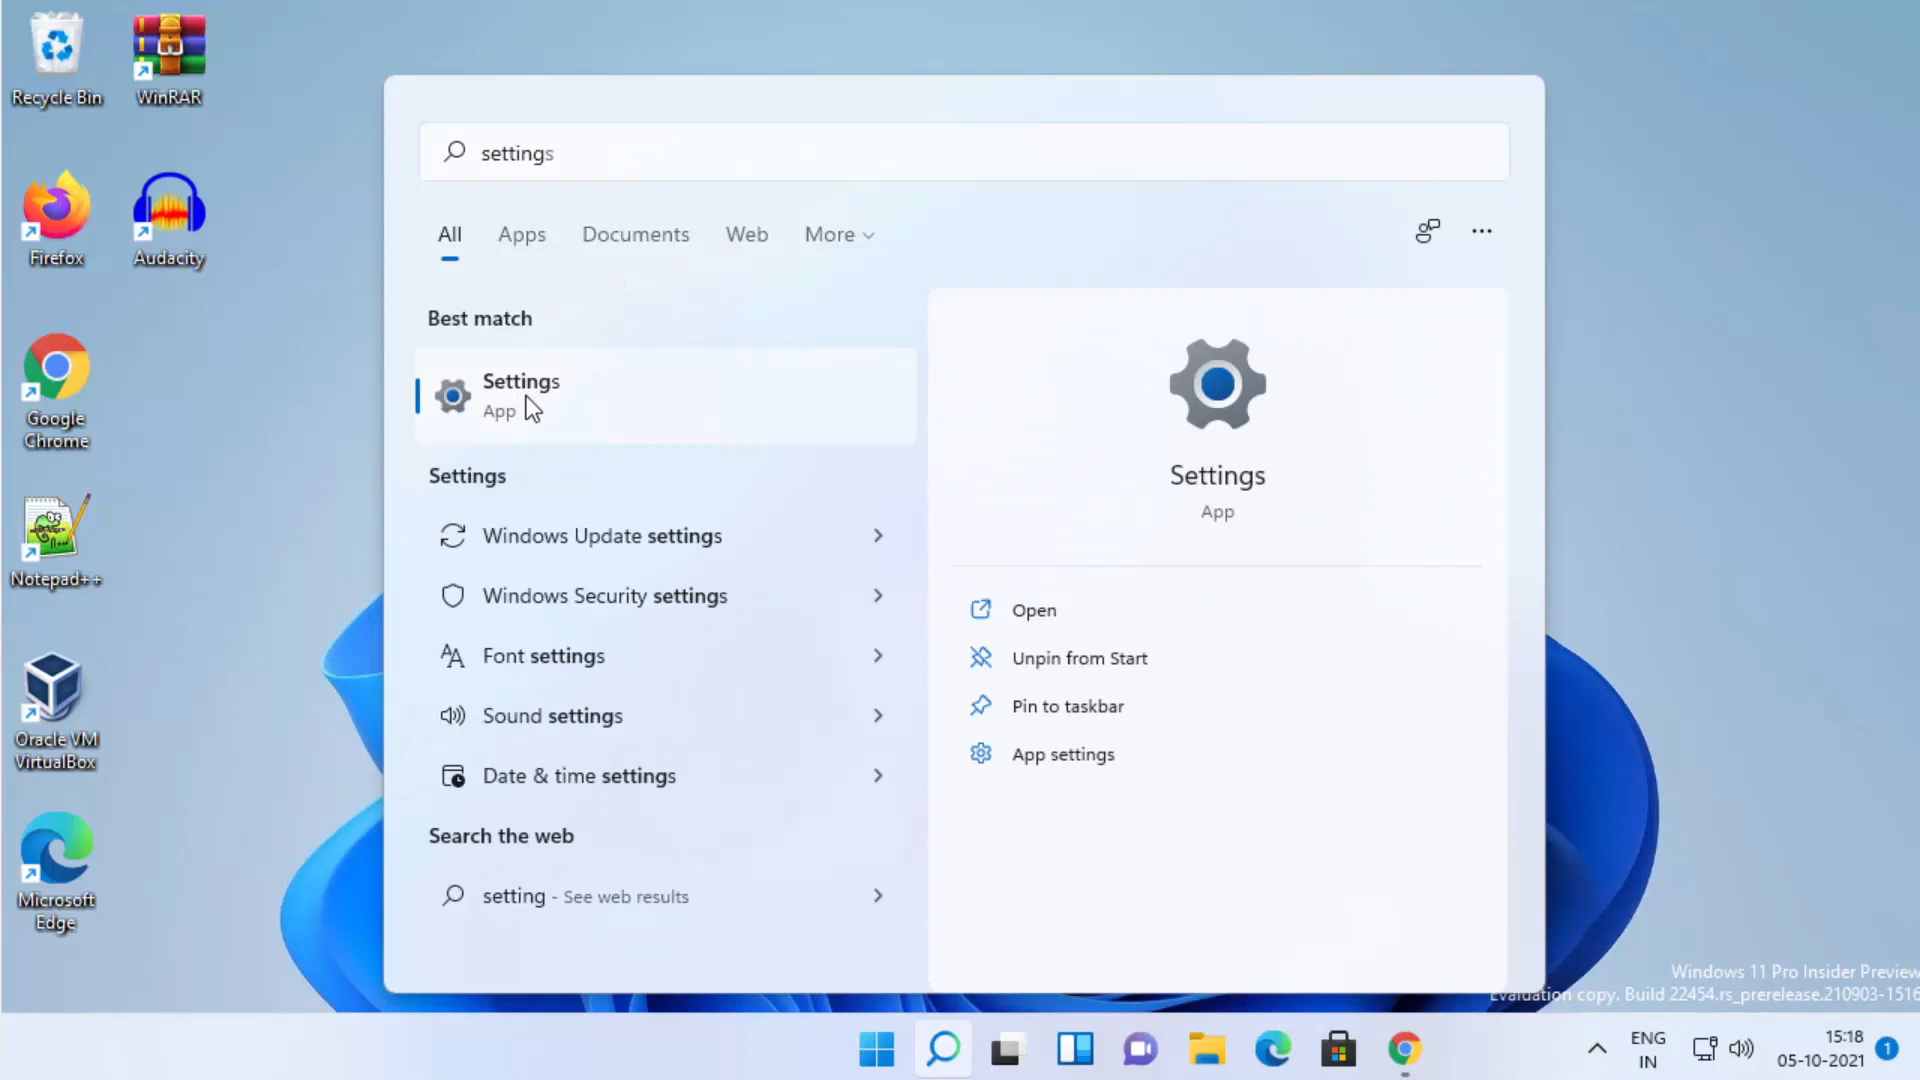 Recycle Bin
WinRAR
Firefox
Audacity
Google
Chrome
Notepad++
Oracle VM
VirtualBox
Microsoft
Edge
settings
All
Apps
Documents
Web
More
Best match
Settings
App
Settings
Windows Update settings
Windows Security settings
Font settings
Sound settings
Date & time settings
Search the web
setting - See web results
Settings
App
Open
Unpin from Start
Pin to taskbar
App settings
Windows 11 Pro Insider Preview
Evaluation copy. Build 22454.rs_prerelease.210903-1516
ENG
IN
15:18
05-10-2021
1